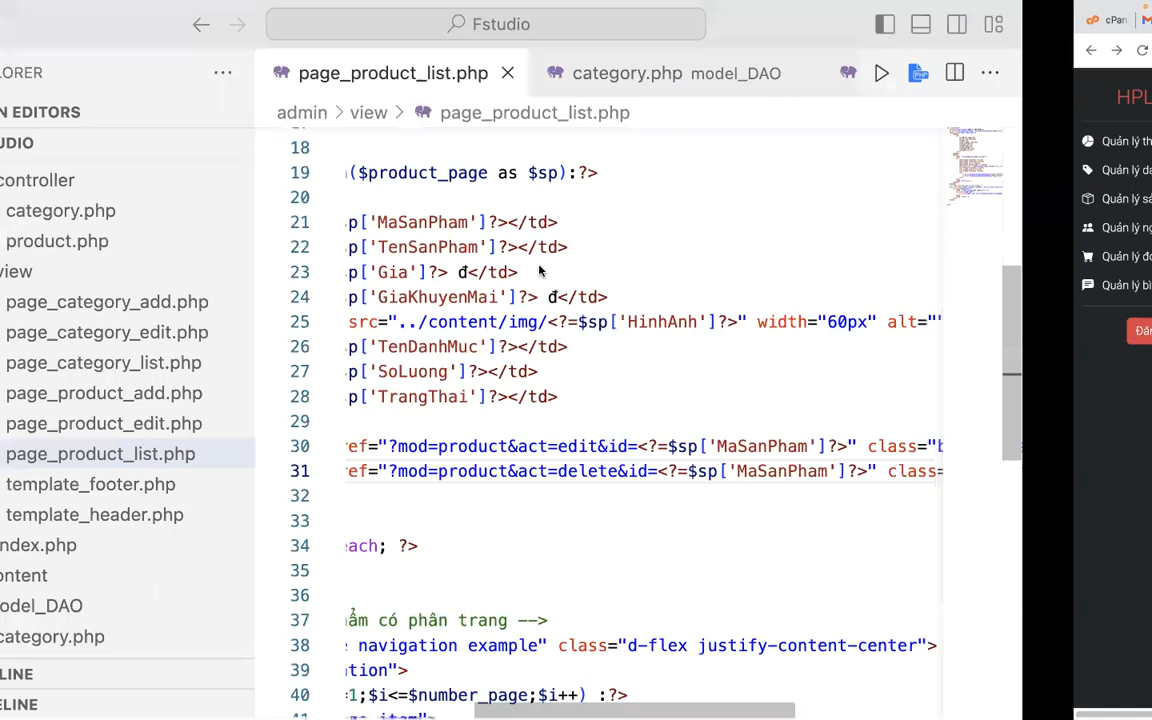 Fstudio
ORER
page_product_list.php
category.php model_DAO
N EDITORS
admin > view > page_product_list.php
UDIO
controller
category.php
product.php
view
page_category_add.php
page_category_edit.php
page_category_list.php
page_product_add.php
page_product_edit.php
page_product_list.php
template_footer.php
template_header.php
ndex.php
ontent
odel_DAO
category.php
LINE
ELINE
18
19 ($product_page as $sp):?>
20
21 p['MaSanPham']?></td>
22 p['TenSanPham']?></td>
23 p['Gia']?> đ</td>
24 p['GiaKhuyenMai']?> đ</td>
25 src="../content/img/<?=$sp['HinhAnh']?>" width="60px" alt=""
26 p['TenDanhMuc']?></td>
27 p['SoLuong']?></td>
28 p['TrangThai']?></td>
29
30 ref="?mod=product&act=edit&id=<?=$sp['MaSanPham']?>" class="b
31 ref="?mod=product&act=delete&id=<?=$sp['MaSanPham']?>" class=
32
33
34 each; ?>
35
36
37 ẩm có phân trang -->
38 e navigation example" class="d-flex justify-content-center">
39 tion">
40 =1;$i<=$number_page;$i++) :?>
cPan
HPL
Quản lý th
Quản lý da
Quản lý sả
Quản lý ng
Quản lý đơ
Quản lý bì
Đăn